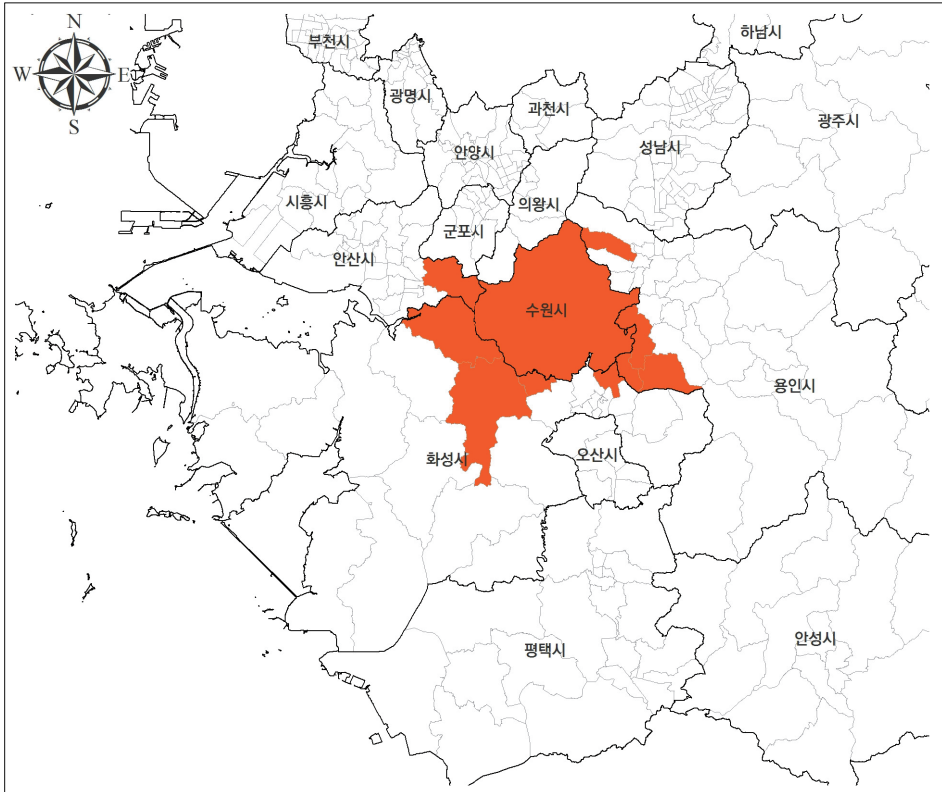 N
W E
S
부천시
하남시
광명시
과천시
광주시
안양시
성남시
시흥시
의왕시
군포시
안산시
수원시
용인시
화성시
오산시
평택시
안성시